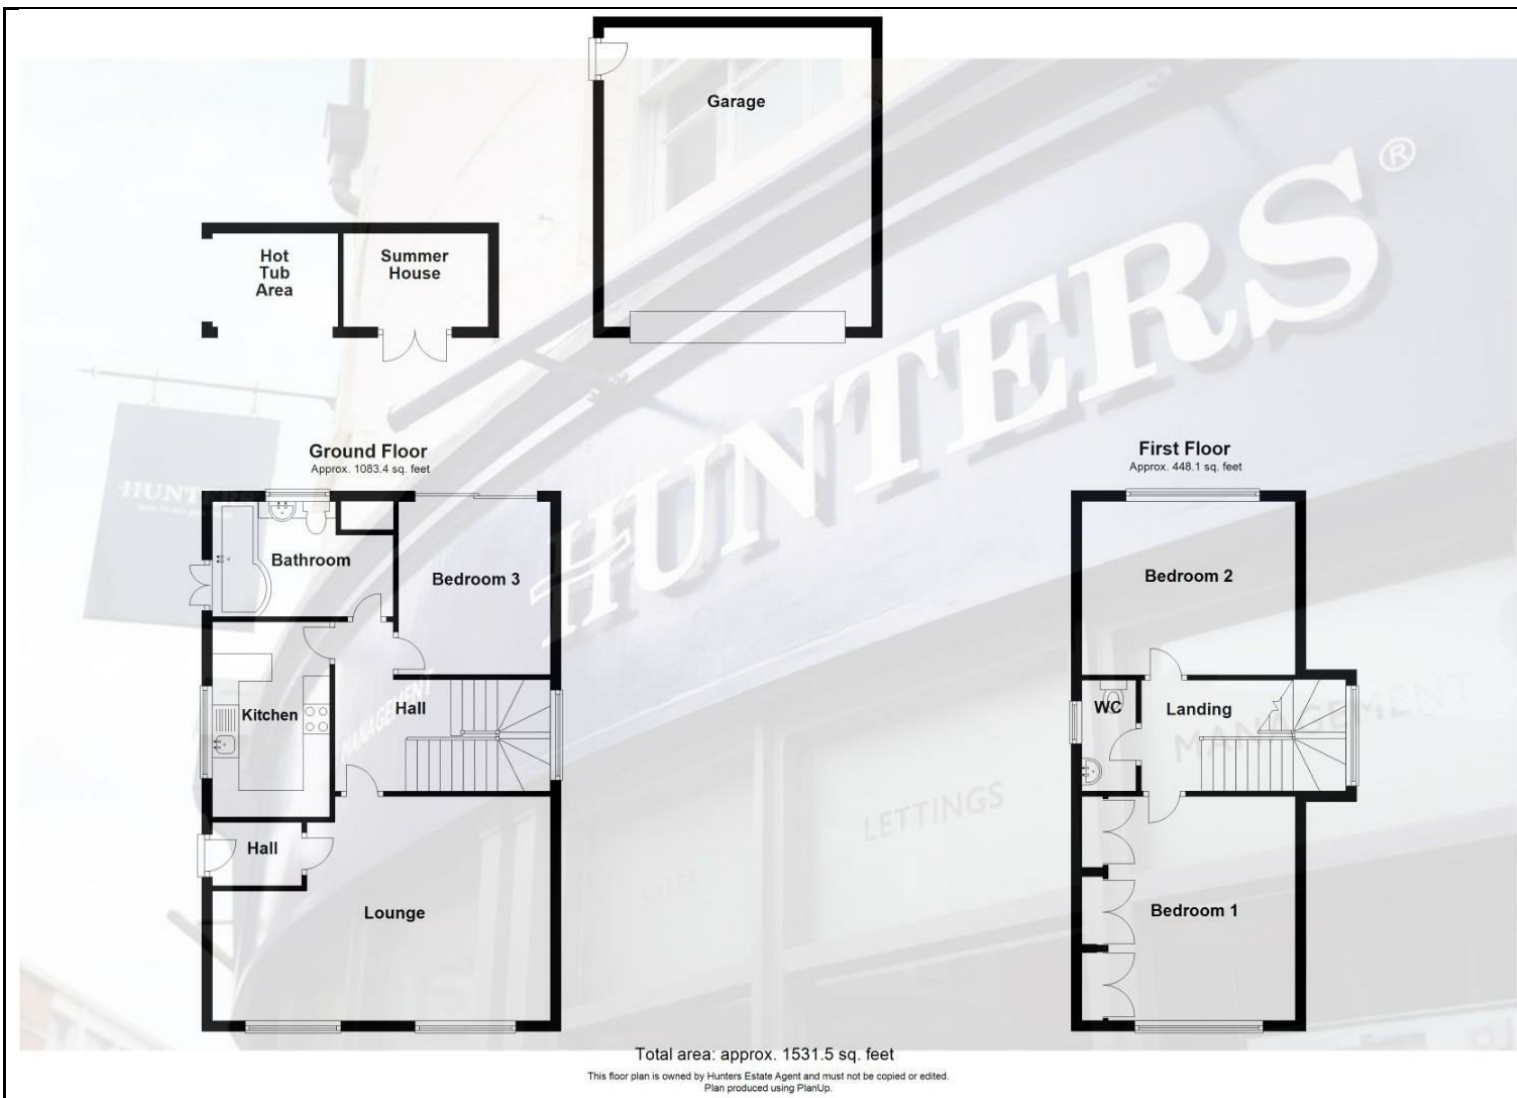 Garage
Hot
Tub
Area
Summer
House
HUNTERS®
Ground Floor
Approx. 1083.4 sq. feet
First Floor
Approx. 448.1 sq. feet
HUNTERS
Bathroom
Bedroom 3
Bedroom 2
Kitchen
Hall
MANAGEMENT
WC
Landing
MANAGEMENT
LETTINGS
Hall
Lounge
Bedroom 1
Total area: approx. 1531.5 sq. feet
This floor plan is owned by Hunters Estate Agent and must not be copied or edited.
Plan produced using PlanUp.